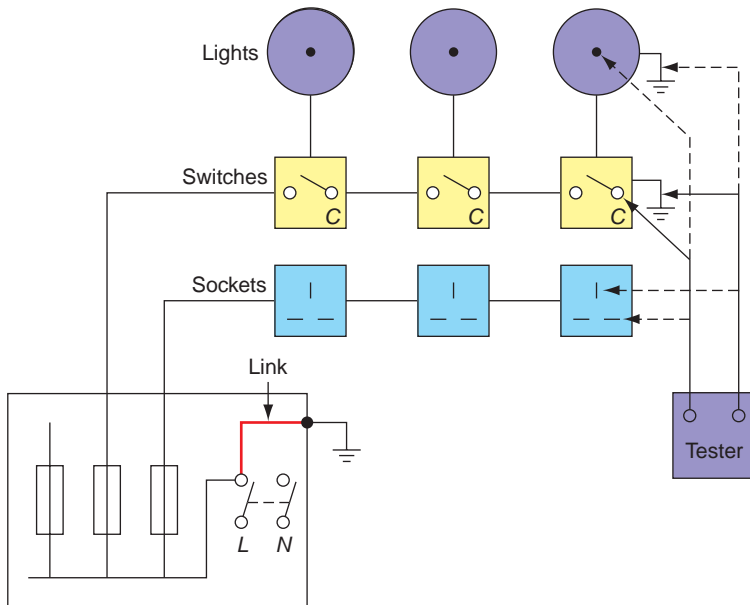 Lights
Switches
C
C
C
Sockets
Link
Tester
L
N